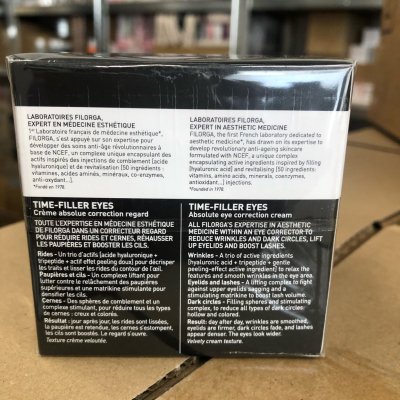 LABORATOIRES FILORGA,
EXPERT EN MÉDECINE ESTHÉTIQUE
1er Laboratoire français de médecine esthétique*,
FILORGA, s'est appuyé sur son expertise pour
développer des soins anti-âge révolutionnaires à
base de NCEF, un complexe unique encapsulant des
actifs inspirés des injections de comblement [acide
hyaluronique] et de revitalisation [50 ingrédients :
vitamines, acides aminés, minéraux, co-enzymes,
anti-oxydant...].
*Fondé en 1978.
TIME-FILLER EYES
Crème absolue correction regard
TOUTE L'EXPERTISE EN MÉDECINE ESTHÉTIQUE
DE FILORGA DANS UN CORRECTEUR REGARD
POUR RÉDUIRE RIDES ET CERNES, RÉHAUSSER
LES PAUPIÈRES ET BOOSTER LES CILS.
Rides - Un trio d'actifs [acide hyaluronique +
tripeptide + actif effet peeling doux] pour décrisper
les traits et lisser les rides du contour de l'œil.
Paupières et cils - Un complexe liftant pour
lutter contre le relâchement des paupières
supérieures et une matrikine stimulante pour
densifier les cils.
Cernes - Des sphères de comblement et un
complexe stimulant, pour réduire tous les types
de cernes : creux et colorés.
Résultat : jour après jour, les rides sont lissées,
la paupière est retendue, les cernes s'estompent,
les cils sont boostés. Le regard s'ouvre.
Texture crème veloutée.
LABORATOIRES FILORGA,
EXPERT IN AESTHETIC MEDICINE
FILORGA, the first French laboratory dedicated to
aesthetic medicine*, has drawn on its expertise to
develop revolutionary anti-ageing skincare
formulated with NCEF, a unique complex
encapsulating active ingredients inspired by filling
[hyaluronic acid] and revitalising [50 ingredients:
vitamins, amino acids, minerals, coenzymes,
antioxidant...] injections.
*Founded in 1978.
TIME-FILLER EYES
Absolute eye correction cream
ALL FILORGA'S EXPERTISE IN AESTHETIC
MEDICINE WITHIN AN EYE CORRECTOR TO
REDUCE WRINKLES AND DARK CIRCLES, LIFT
UP EYELIDS AND BOOST LASHES.
Wrinkles - A trio of active ingredients
[hyaluronic acid + tripeptide + gentle
peeling-effect active ingredient] to relax the
features and smooth wrinkles in the eye area.
Eyelids and lashes - A lifting complex to fight
against upper eyelids sagging and a
stimulating matrikine to boost lash volume.
Dark circles - Filling spheres and stimulating
complex, to reduce all types of dark circles:
hollow and colored.
Result: day after day, wrinkles are smoothed,
eyelids are firmer, dark circles fade, and lashes
appear denser. The eyes look wider.
Velvety cream texture.